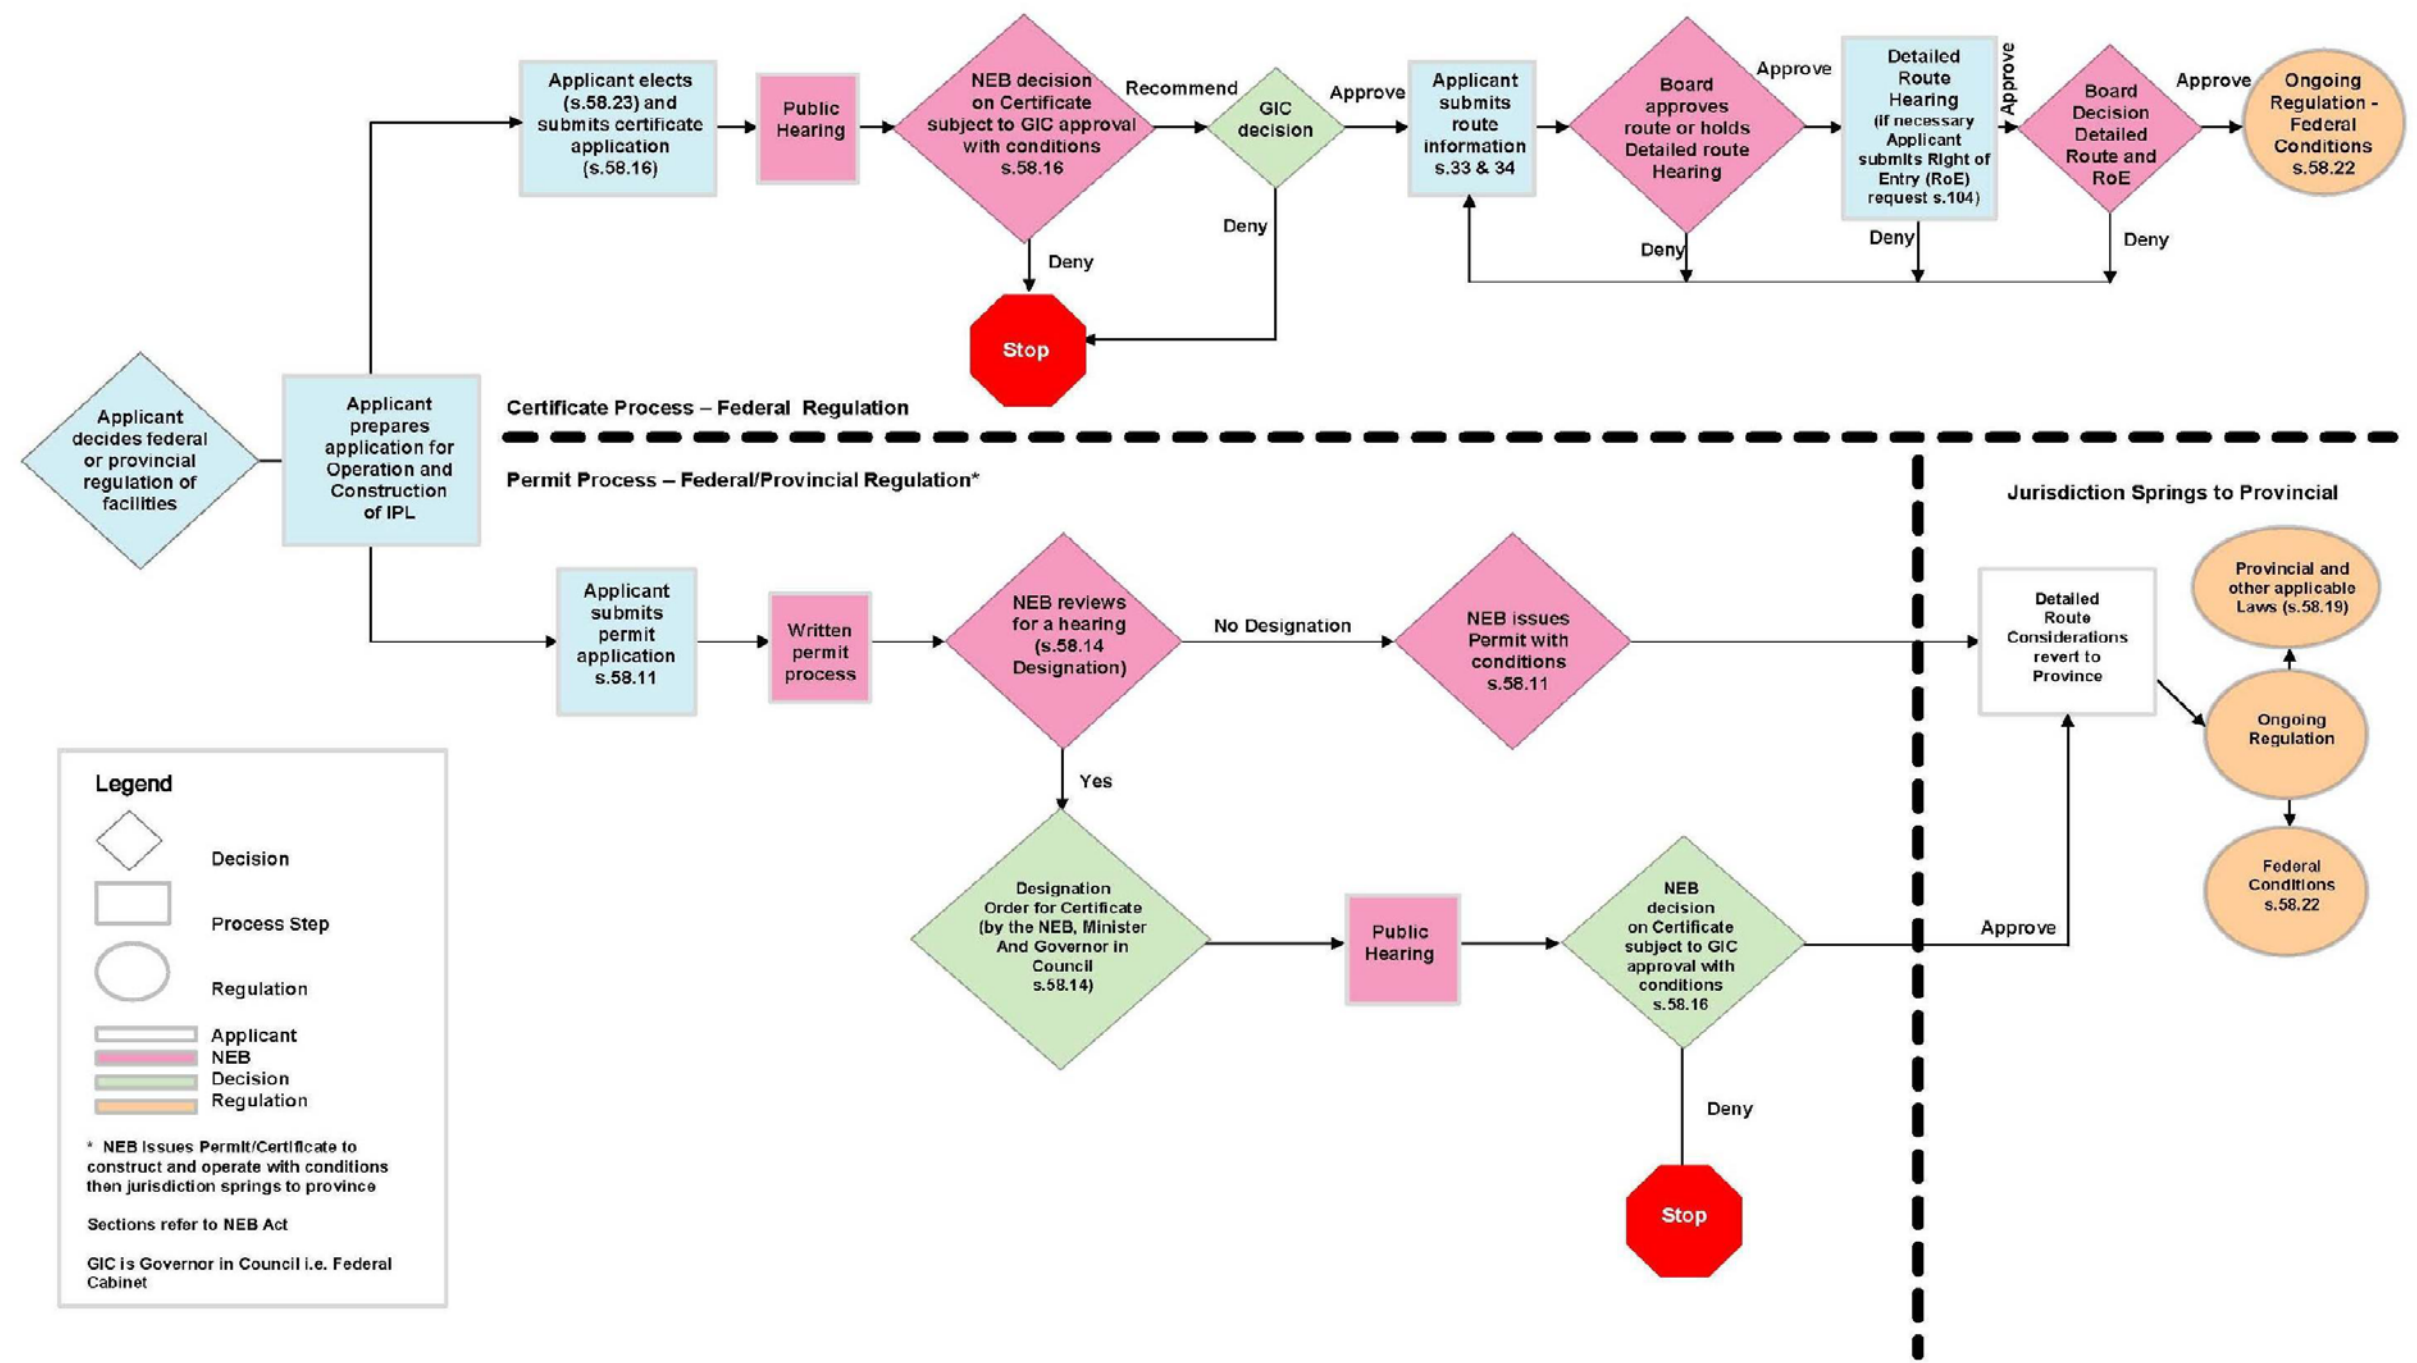 Applicant elects
(s.58.23) and
submits certificate
application
(s.58.16)
Public
Hearing
NEB decision
on Certificate
subject to GIC approval
with conditions
s.58.16
Recommend
GIC
decision
Approve
Applicant
submits
route
information
s.33 & 34
Board
approves
route or holds
Detailed route
Hearing
Approve
Detailed
Route
Hearing
(if necessary
Applicant
submits Right of
Entry (RoE)
request s.104)
Approve
Board
Decision
Detailed
Route and
RoE
Approve
Ongoing
Regulation -
Federal
Conditions
s.58.22
Deny
Deny
Deny
Deny
Deny
Stop
Applicant
decides federal
or provincial
regulation of
facilities
Applicant
prepares
application for
Operation and
Construction
of IPL
Certificate Process – Federal Regulation
Permit Process – Federal/Provincial Regulation*
Jurisdiction Springs to Provincial
Applicant
submits
permit
application
s.58.11
Written
permit
process
NEB reviews
for a hearing
(s.58.14
Designation)
No Designation
NEB issues
Permit with
conditions
s.58.11
Detailed
Route
Considerations
revert to
Province
Provincial and
other applicable
Laws (s.58.19)
Ongoing
Regulation
Federal
Conditions
s.58.22
Yes
Designation
Order for Certificate
(by the NEB, Minister
And Governor in
Council
s.58.14)
Public
Hearing
NEB
decision
on Certificate
subject to GIC
approval with
conditions
s.58.16
Approve
Deny
Stop
Legend
Decision
Process Step
Regulation
Applicant
NEB
Decision
Regulation
* NEB Issues Permit/Certificate to
construct and operate with conditions
then jurisdiction springs to province
Sections refer to NEB Act
GIC is Governor in Council i.e. Federal
Cabinet